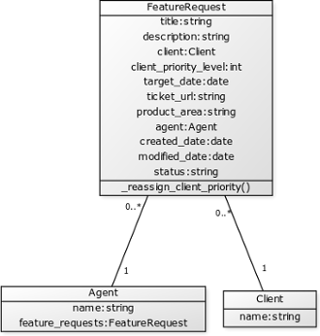 FeatureRequest
title:string
description:string
client:Client
client_priority_level:int
target_date:date
ticket_url:string
product_area:string
agent:Agent
created_date:date
modified_date:date
status:string
_reassign_client_priority()
0..* 0..*
1 1
Agent
name:string
feature_requests:FeatureRequest
Client
name:string